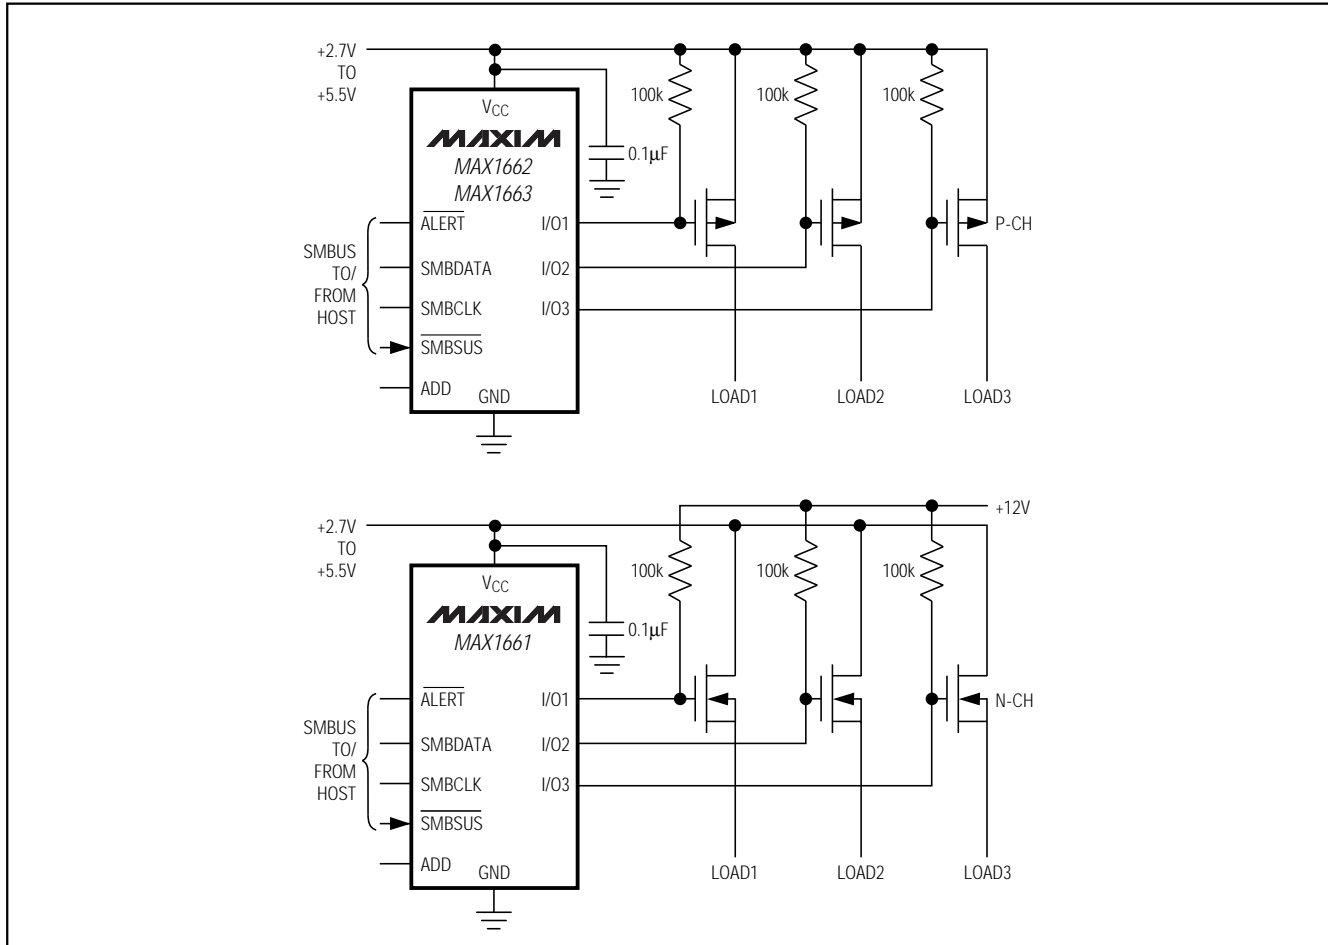 +2.7V
TO
+5.5V
VCC
MAXIM
MAX1662
MAX1663
100k
100k
100k
0.1µF
SMBUS
TO/
FROM
HOST
ALERT
SMBDATA
SMBCLK
SMBSUS
ADD
GND
I/O1
I/O2
I/O3
P-CH
LOAD1
LOAD2
LOAD3
+2.7V
TO
+5.5V
+12V
VCC
MAXIM
MAX1661
100k
100k
100k
0.1µF
SMBUS
TO/
FROM
HOST
ALERT
SMBDATA
SMBCLK
SMBSUS
ADD
GND
I/O1
I/O2
I/O3
N-CH
LOAD1
LOAD2
LOAD3